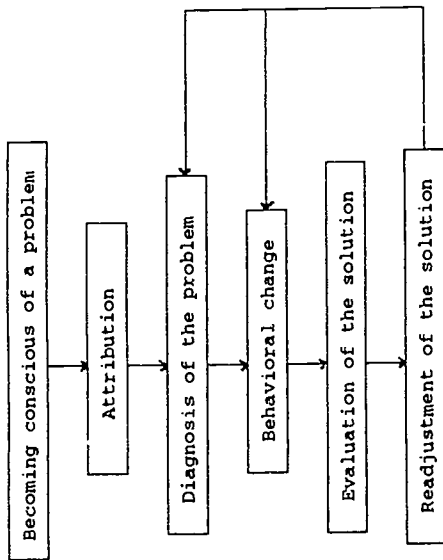 Becoming conscious of a problem
Attribution
Diagnosis of the problem
Behavioral change
Evaluation of the solution
Readjustment of the solution